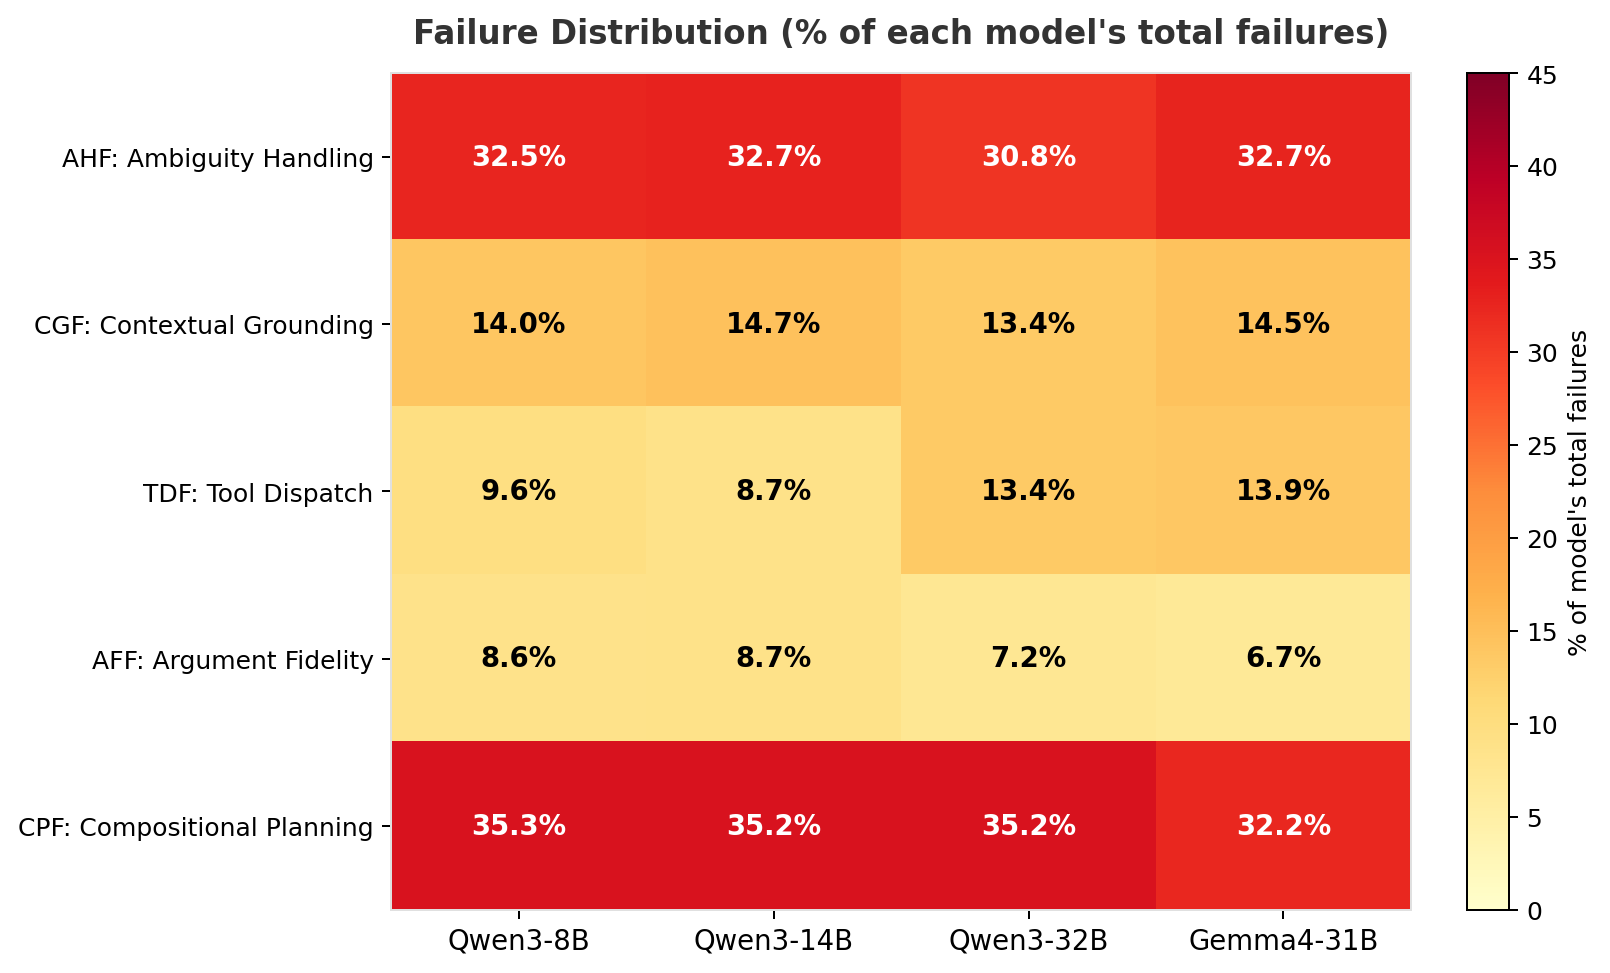 Failure Distribution (% of each model's total failures)
AHF: Ambiguity Handling 32.5% 32.7% 30.8% 32.7%
CGF: Contextual Grounding 14.0% 14.7% 13.4% 14.5%
TDF: Tool Dispatch 9.6% 8.7% 13.4% 13.9%
AFF: Argument Fidelity 8.6% 8.7% 7.2% 6.7%
CPF: Compositional Planning 35.3% 35.2% 35.2% 32.2%
Qwen3-8B Qwen3-14B Qwen3-32B Gemma4-31B
45
40
35
30
25
20
15
10
5
0
% of model's total failures